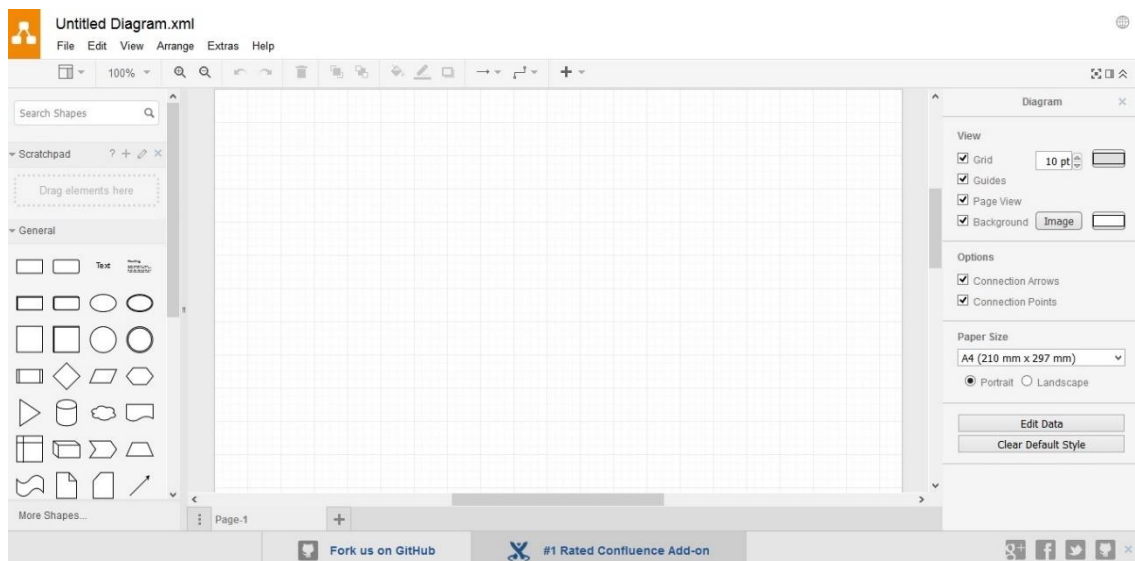 Untitled Diagram.xml
File Edit View Arrange Extras Help
100%
Search Shapes
Scratchpad ?
Drag elements here
General
Text
Heading
More Shapes...
Page-1
Diagram
View
Grid 10 pt
Guides
Page View
Background Image
Options
Connection Arrows
Connection Points
Paper Size
A4 (210 mm x 297 mm)
Portrait Landscape
Edit Data
Clear Default Style
Fork us on GitHub
#1 Rated Confluence Add-on
g+ f